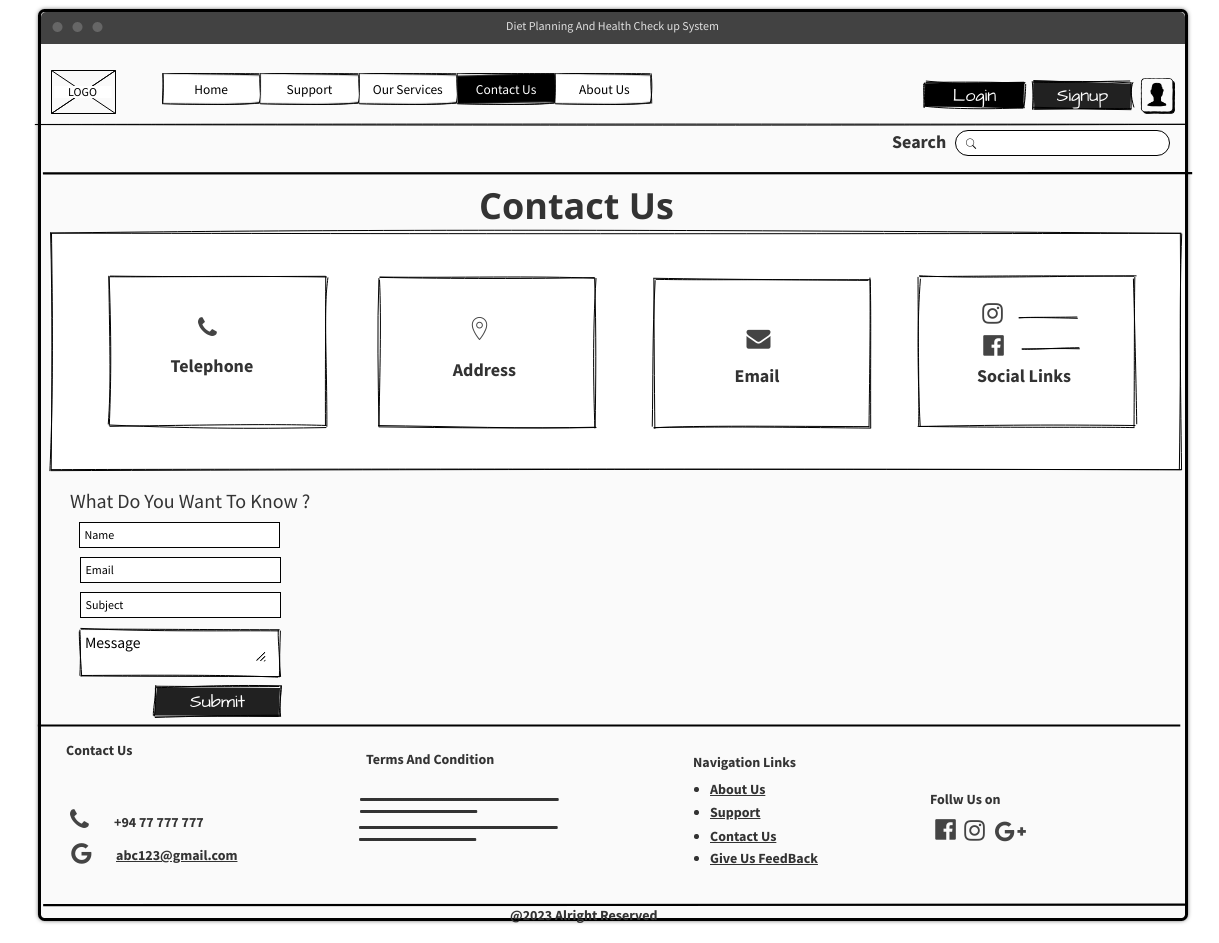 Diet Planning And Health Check up System
LOGO
Home Support Our Services Contact Us About Us
Login Signup
Search
Contact Us
Telephone
Address
Email
Social Links
What Do You Want To Know ?
Name
Email
Subject
Message
Submit
Contact Us
+94 77 777 777
abc123@gmail.com
Terms And Condition
Navigation Links
About Us
Support
Contact Us
Give Us FeedBack
Follw Us on
@2023 Alright Reserved